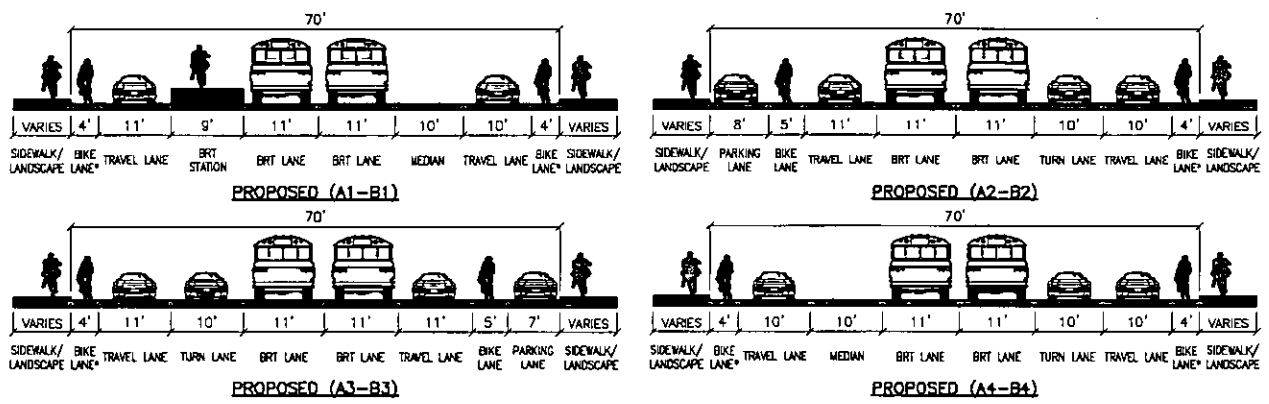 70'
VARIES 4' 11' 9' 11' 11' 10' 10' 4' VARIES
SIDEWALK/ LANDSCAPE BIKE LANE* TRAVEL LANE BRT STATION BRT LANE BRT LANE MEDIAN TRAVEL LANE BIKE LANE* SIDEWALK/ LANDSCAPE
PROPOSED (A1-B1)
70'
VARIES 8' 5' 11' 11' 11' 10' 10' 4' VARIES
SIDEWALK/ LANDSCAPE PARKING LANE BIKE LANE TRAVEL LANE BRT LANE BRT LANE TURN LANE TRAVEL LANE BIKE LANE* SIDEWALK/ LANDSCAPE
PROPOSED (A2-B2)
70'
VARIES 4' 11' 10' 11' 11' 11' 5' 7' VARIES
SIDEWALK/ LANDSCAPE BIKE LANE* TRAVEL LANE TURN LANE BRT LANE BRT LANE TRAVEL LANE BIKE LANE PARKING LANE SIDEWALK/ LANDSCAPE
PROPOSED (A3-B3)
70'
VARIES 4' 10' 10' 11' 11' 10' 10' 4' VARIES
SIDEWALK/ LANDSCAPE BIKE LANE* TRAVEL LANE MEDIAN BRT LANE BRT LANE TURN LANE TRAVEL LANE BIKE LANE* SIDEWALK/ LANDSCAPE
PROPOSED (A4-B4)